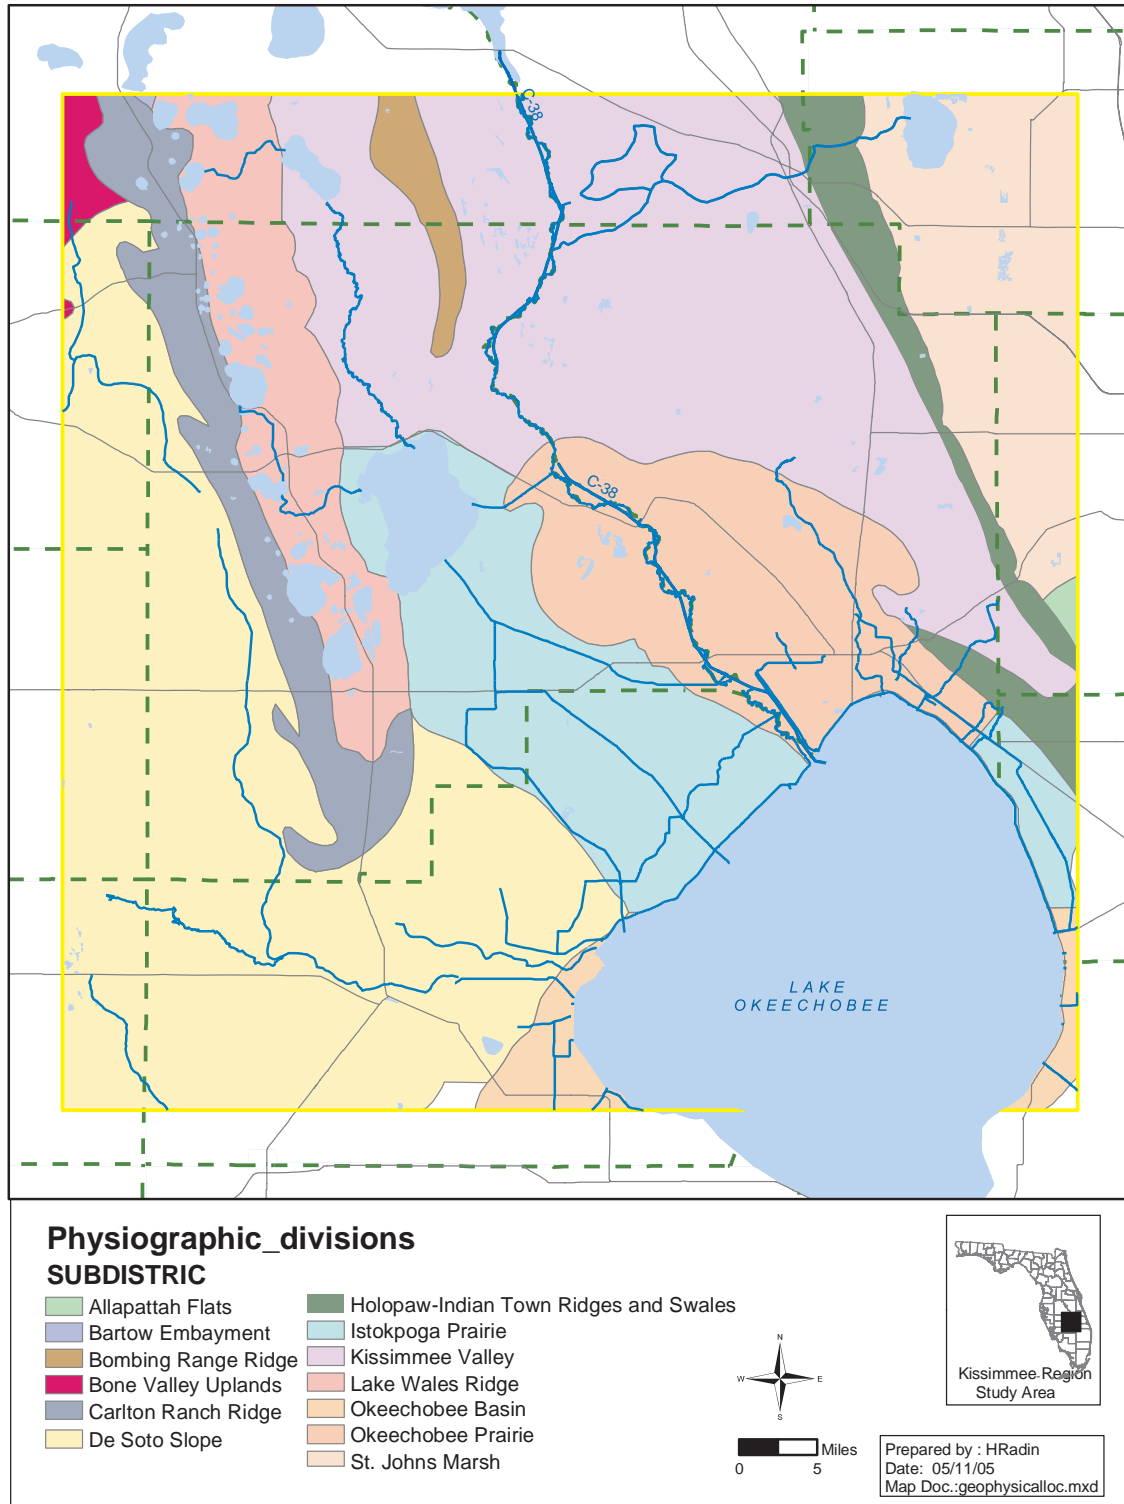 C-38
C-38
LAKE
OKEECHOBEE
Physiographic_divisions
SUBDISTRIC
Allapattah Flats
Bartow Embayment
Bombing Range Ridge
Bone Valley Uplands
Carlton Ranch Ridge
De Soto Slope
Holopaw-Indian Town Ridges and Swales
Istokpoga Prairie
Kissimmee Valley
Lake Wales Ridge
Okeechobee Basin
Okeechobee Prairie
St. Johns Marsh
N
W
E
S
Miles
0 5
Kissimmee Region
Study Area
Prepared by : HRadin
Date: 05/11/05
Map Doc.:geophysicalloc.mxd